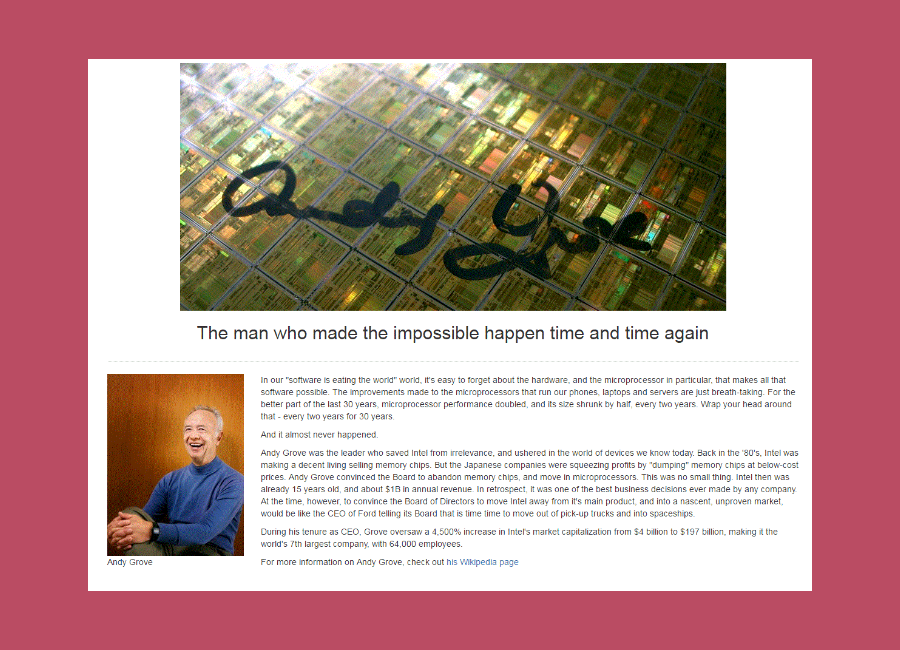 Andy Grove
The man who made the impossible happen time and time again
In our "software is eating the world" world, it's easy to forget about the hardware, and the microprocessor in particular, that makes all that
software possible. The improvements made to the microprocessors that run our phones, laptops and servers are just breath-taking. For the
better part of the last 30 years, microprocessor performance doubled, and its size shrunk by half, every two years. Wrap your head around
that - every two years for 30 years.
And it almost never happened.
Andy Grove was the leader who saved Intel from irrelevance, and ushered in the world of devices we know today. Back in the '80's, Intel was
making a decent living selling memory chips. But the Japanese companies were squeezing profits by "dumping" memory chips at below-cost
prices. Andy Grove convinced the Board to abandon memory chips, and move in microprocessors. This was no small thing. Intel then was
already 15 years old, and about $1B in annual revenue. In retrospect, it was one of the best business decisions ever made by any company.
At the time, however, to convince the Board of Directors to move Intel away from it's main product, and into a nascent, unproven market,
would be like the CEO of Ford telling its Board that is time time to move out of pick-up trucks and into spaceships.
During his tenure as CEO, Grove oversaw a 4,500% increase in Intel's market capitalization from $4 billion to $197 billion, making it the
world's 7th largest company, with 64,000 employees.
Andy Grove
For more information on Andy Grove, check out his Wikipedia page